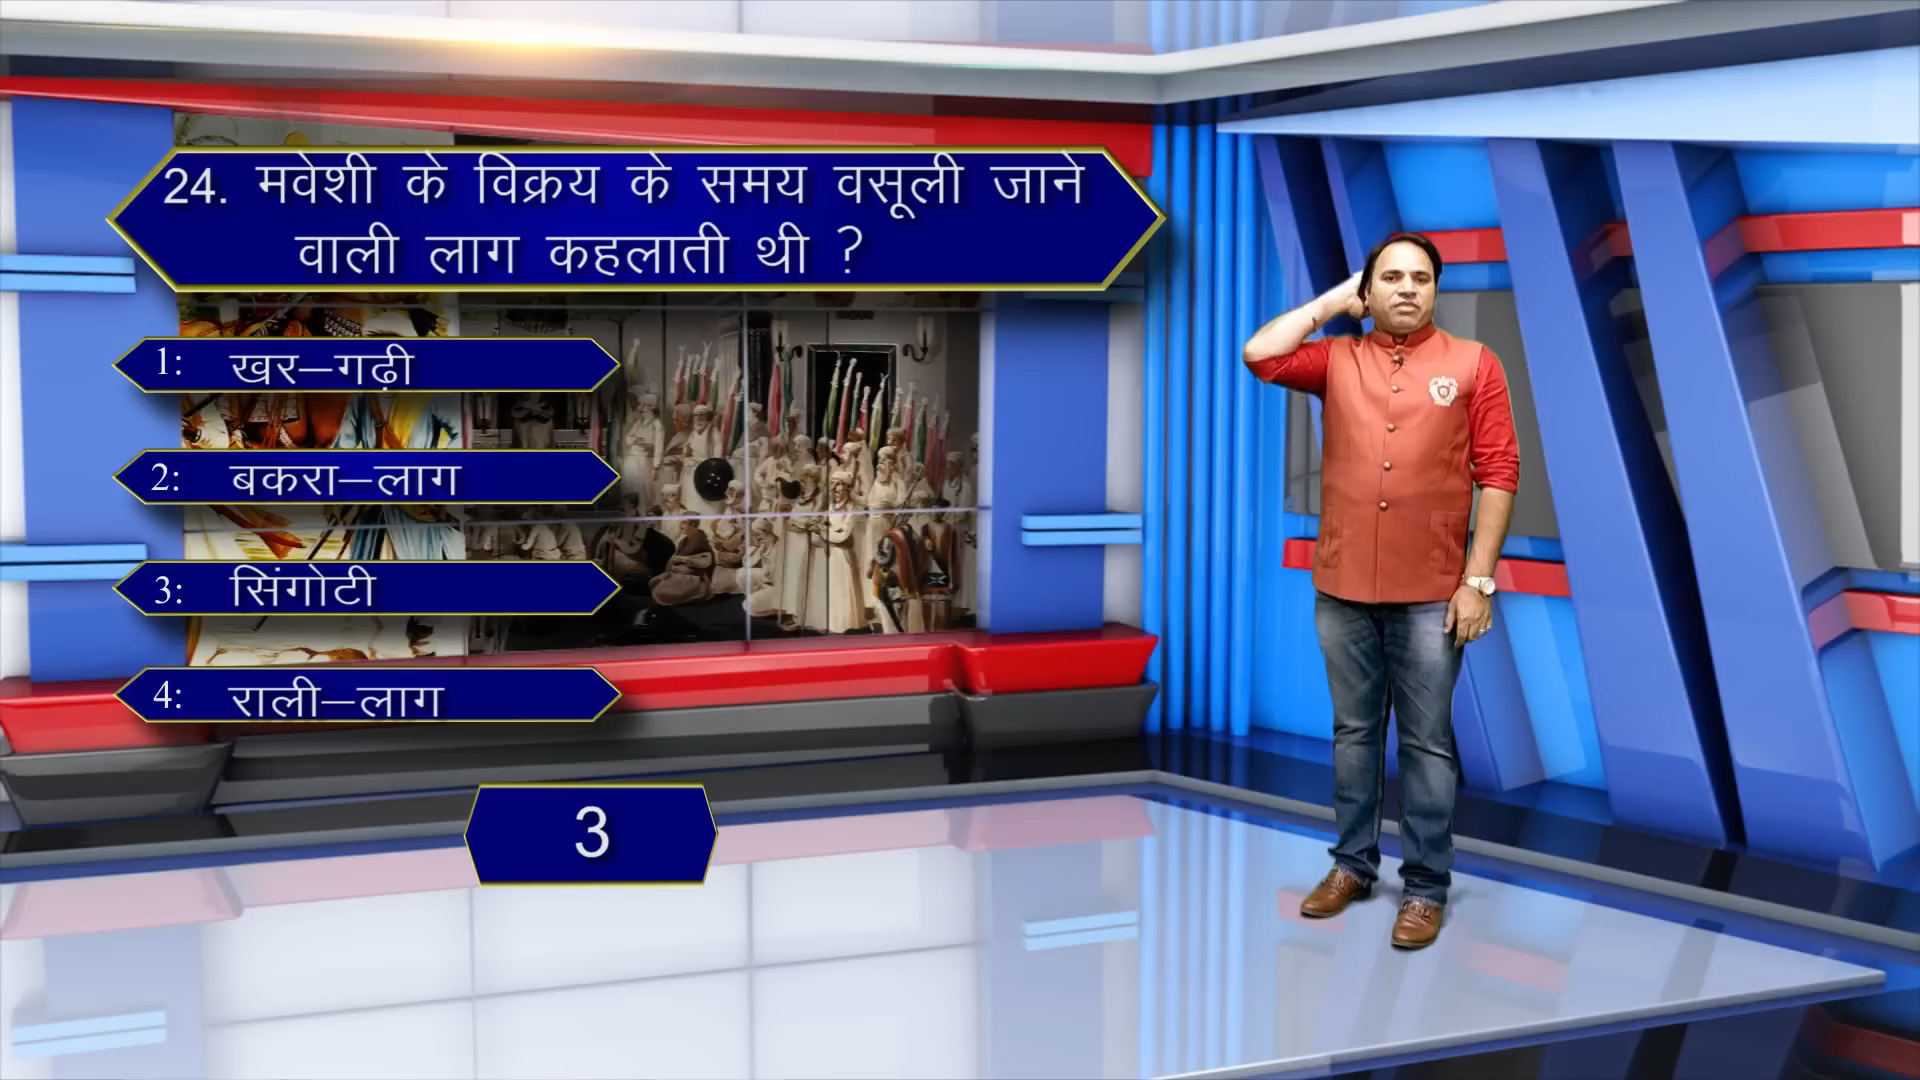 24. मवेशी के विक्रय के समय वसूली जाने
वाली लाग कहलाती थी ?
1: खर–गढ़ी
2: बकरा–लाग
3: सिंगोटी
4: राली–लाग
3